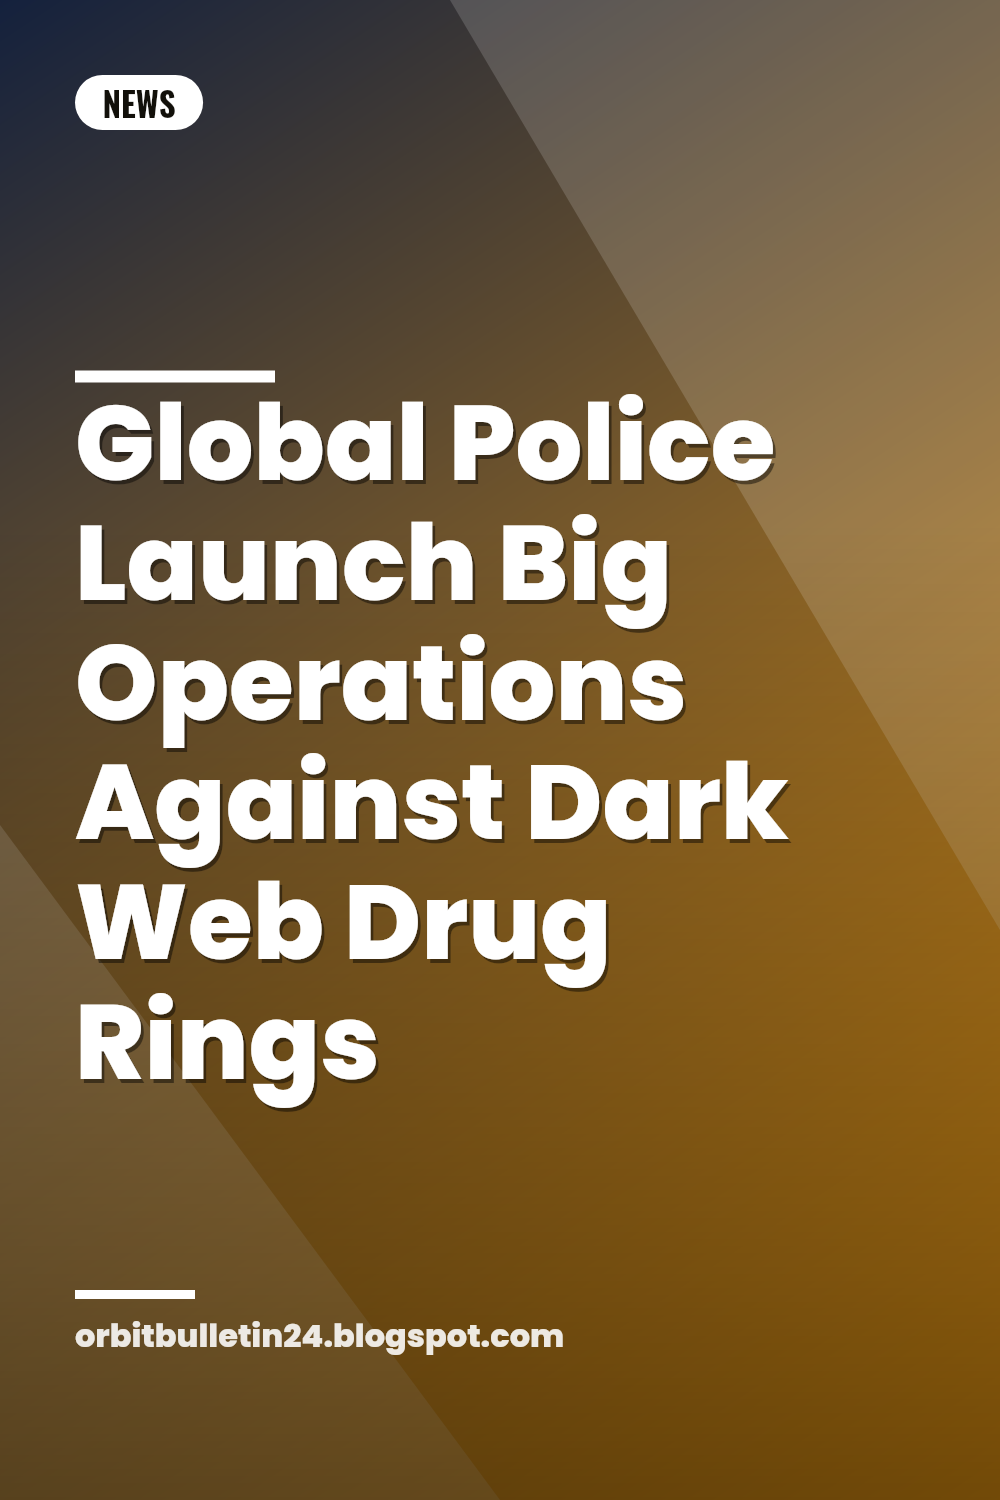 NEWS
Global Police
Launch Big
Operations
Against Dark
Web Drug
Rings
orbitbulletin24.blogspot.com